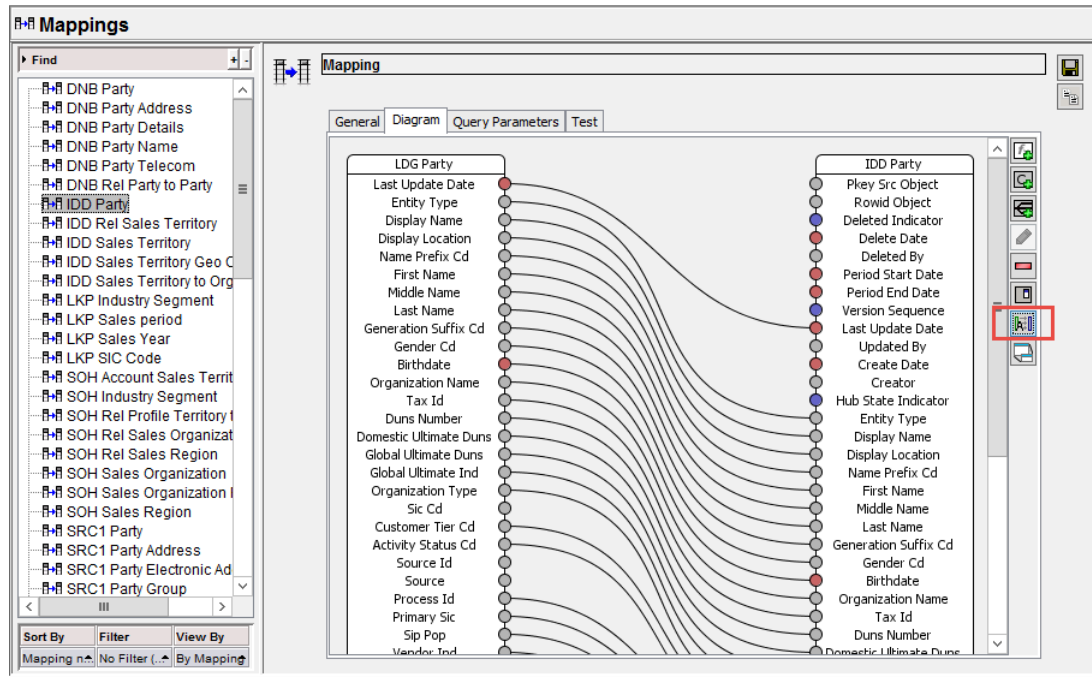 Mappings
Find
+ -
DNB Party
DNB Party Address
DNB Party Details
DNB Party Name
DNB Party Telecom
DNB Rel Party to Party
IDD Party
IDD Rel Sales Territory
IDD Sales Territory
IDD Sales Territory Geo C
IDD Sales Territory to Org
LKP Industry Segment
LKP Sales period
LKP Sales Year
LKP SIC Code
SOH Account Sales Territ
SOH Industry Segment
SOH Rel Profile Territory t
SOH Rel Sales Organizat
SOH Rel Sales Region
SOH Sales Organization
SOH Sales Organization I
SOH Sales Region
SRC1 Party
SRC1 Party Address
SRC1 Party Electronic Ad
SRC1 Party Group
Sort By Filter View By
Mapping n... No Filter (... By Mapping
Mapping
General Diagram Query Parameters Test
LDG Party
Last Update Date
Entity Type
Display Name
Display Location
Name Prefix Cd
First Name
Middle Name
Last Name
Generation Suffix Cd
Gender Cd
Birthdate
Organization Name
Tax Id
Duns Number
Domestic Ultimate Duns
Global Ultimate Duns
Global Ultimate Ind
Organization Type
Sic Cd
Customer Tier Cd
Activity Status Cd
Source Id
Source
Process Id
Primary Sic
Sip Pop
Vendor Ind
IDD Party
Pkey Src Object
Rowid Object
Deleted Indicator
Delete Date
Deleted By
Period Start Date
Period End Date
Version Sequence
Last Update Date
Updated By
Create Date
Creator
Hub State Indicator
Entity Type
Display Name
Display Location
Name Prefix Cd
First Name
Middle Name
Last Name
Generation Suffix Cd
Gender Cd
Birthdate
Organization Name
Tax Id
Duns Number
Domestic Ultimate Duns